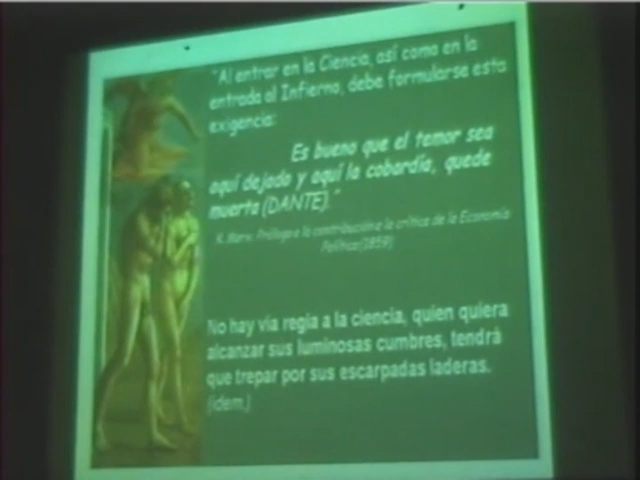 "Al entrar en la Ciencia, así como en la
entrada al Infierno, debe formularse esta
exigencia:
Es bueno que el temor sea
aquí dejado y aquí la cobardía, quede
muerta (DANTE)."
K. Marx. Prólogo a la contribución a la crítica de la Economía
Política(1859)
No hay vía regia a la ciencia, quien quiera
alcanzar sus luminosas cumbres, tendrá
que trepar por sus escarpadas laderas.
(idem.)